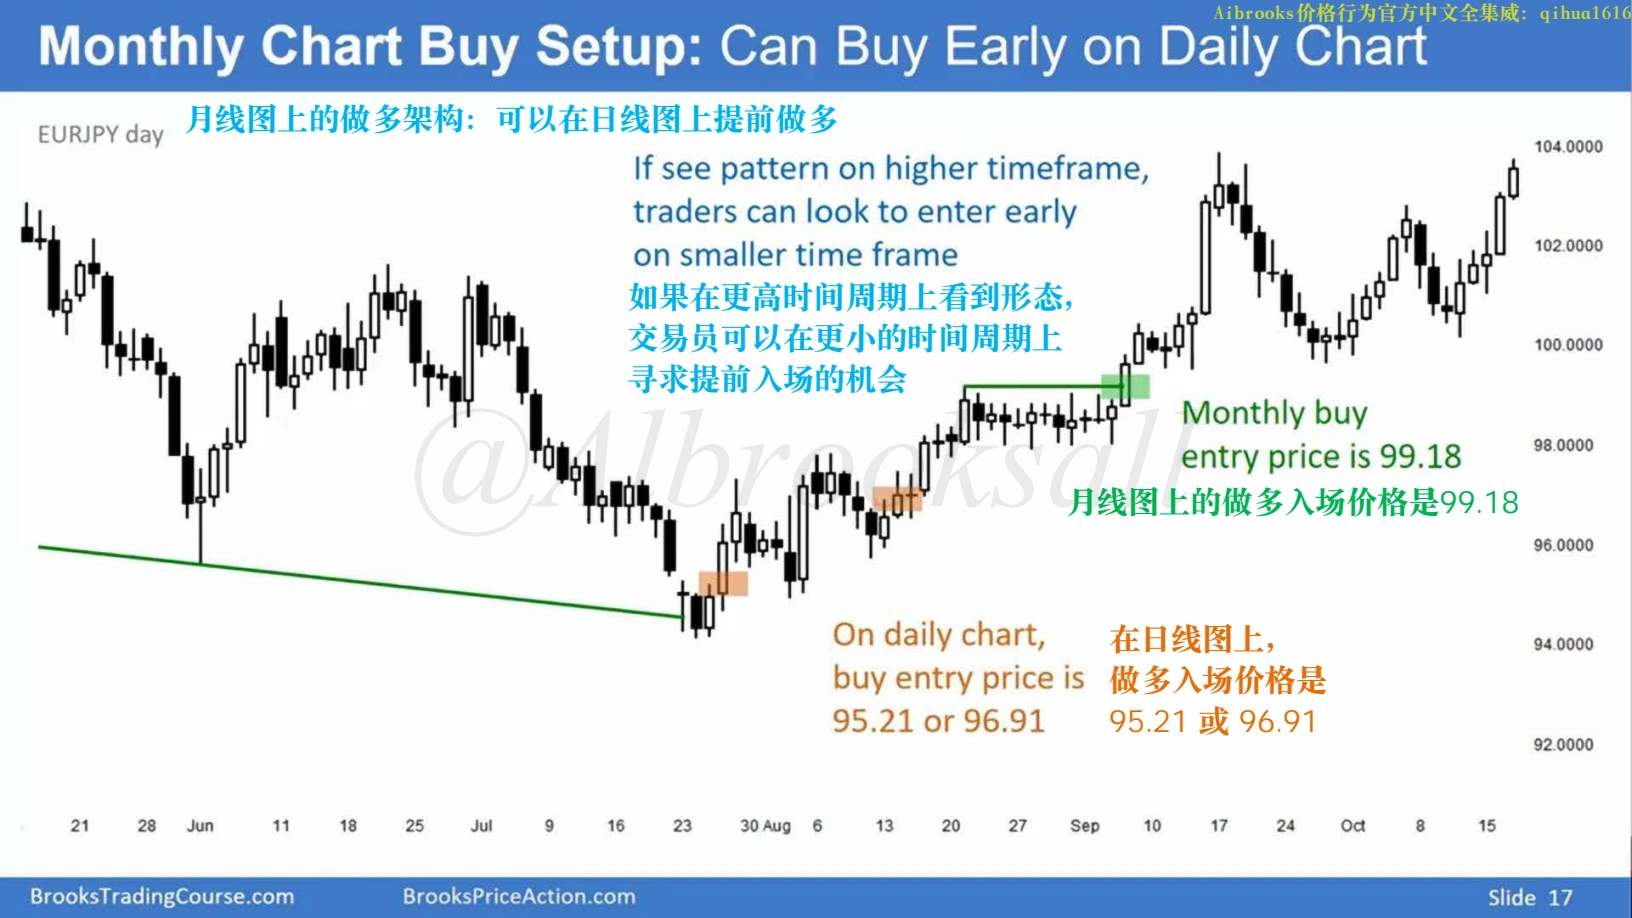 Aibrooks价格行为官方中文全集威: qihua1616
Monthly Chart Buy Setup: Can Buy Early on Daily Chart
月线图上的做多架构: 可以在日线图上提前做多
EURJPY day
If see pattern on higher timeframe,
traders can look to enter early
on smaller time frame
如果在更高时间周期上看到形态,
交易员可以在更小的时间周期上
寻求提前入场的机会
@Albrooksall
Monthly buy
entry price is 99.18
月线图上的做多入场价格是99.18
On daily chart,
buy entry price is
95.21 or 96.91
在日线图上,
做多入场价格是
95.21 或 96.91
104.0000
102.0000
100.0000
98.0000
96.0000
94.0000
92.0000
21 28 Jun 11 18 25 Jul 9 16 23 30 Aug 6 13 20 27 Sep 10 17 24 Oct 8 15
BrooksTradingCourse.com BrooksPriceAction.com Slide 17